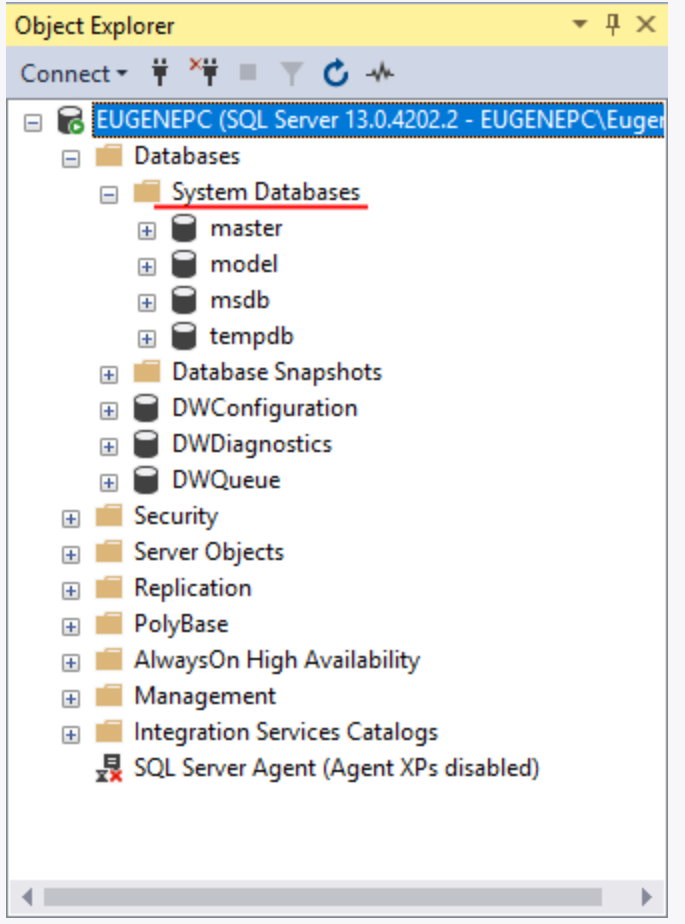 Object Explorer
Connect
EUGENEPC (SQL Server 13.0.4202.2 - EUGENEPC\Euger
Databases
System Databases
master
model
msdb
tempdb
Database Snapshots
DWConfiguration
DWDiagnostics
DWQueue
Security
Server Objects
Replication
PolyBase
AlwaysOn High Availability
Management
Integration Services Catalogs
SQL Server Agent (Agent XPs disabled)